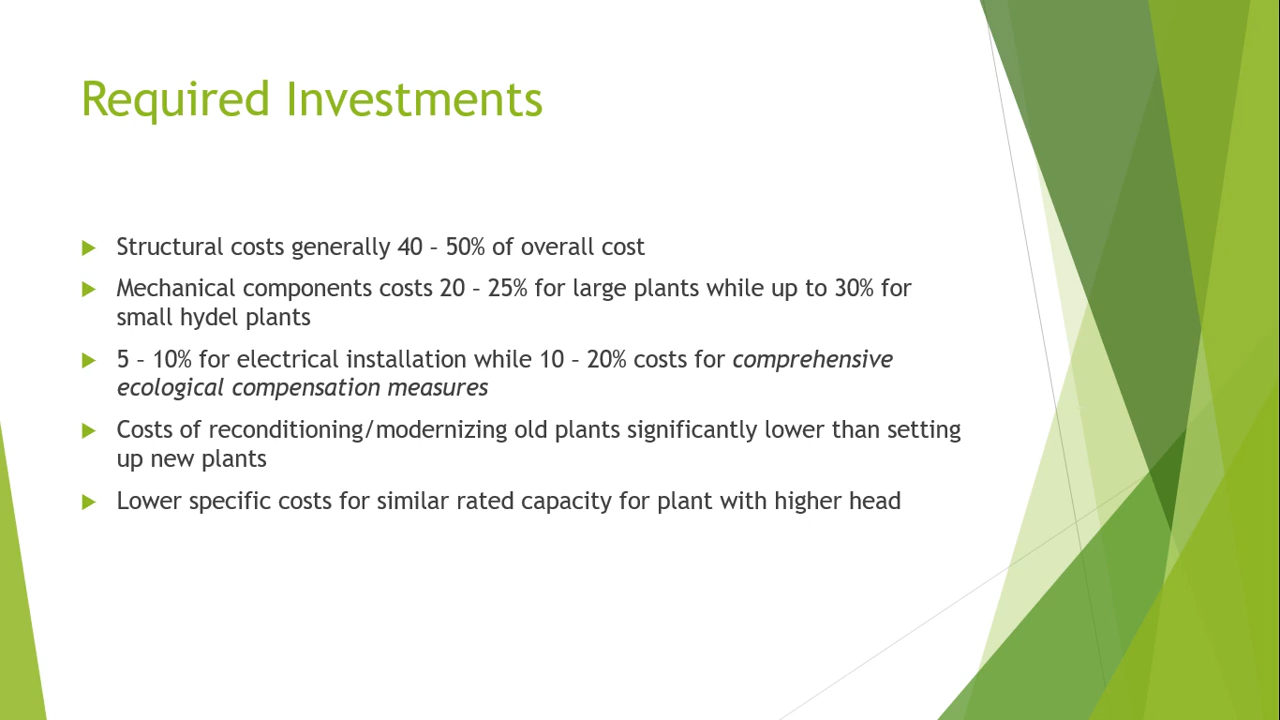 Required Investments
Structural costs generally 40 – 50% of overall cost
Mechanical components costs 20 – 25% for large plants while up to 30% for
small hydel plants
5 – 10% for electrical installation while 10 – 20% costs for comprehensive
ecological compensation measures
Costs of reconditioning/modernizing old plants significantly lower than setting
up new plants
Lower specific costs for similar rated capacity for plant with higher head